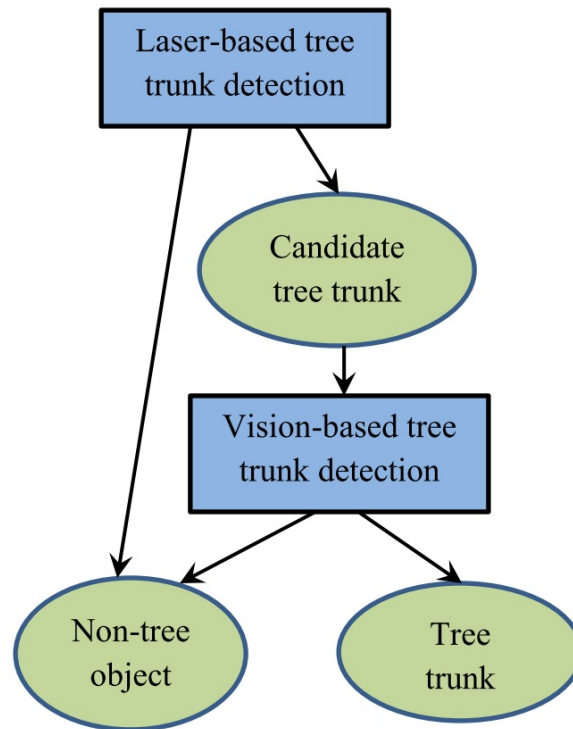 Laser-based tree
trunk detection
Candidate
tree trunk
Vision-based tree
trunk detection
Non-tree
object
Tree
trunk